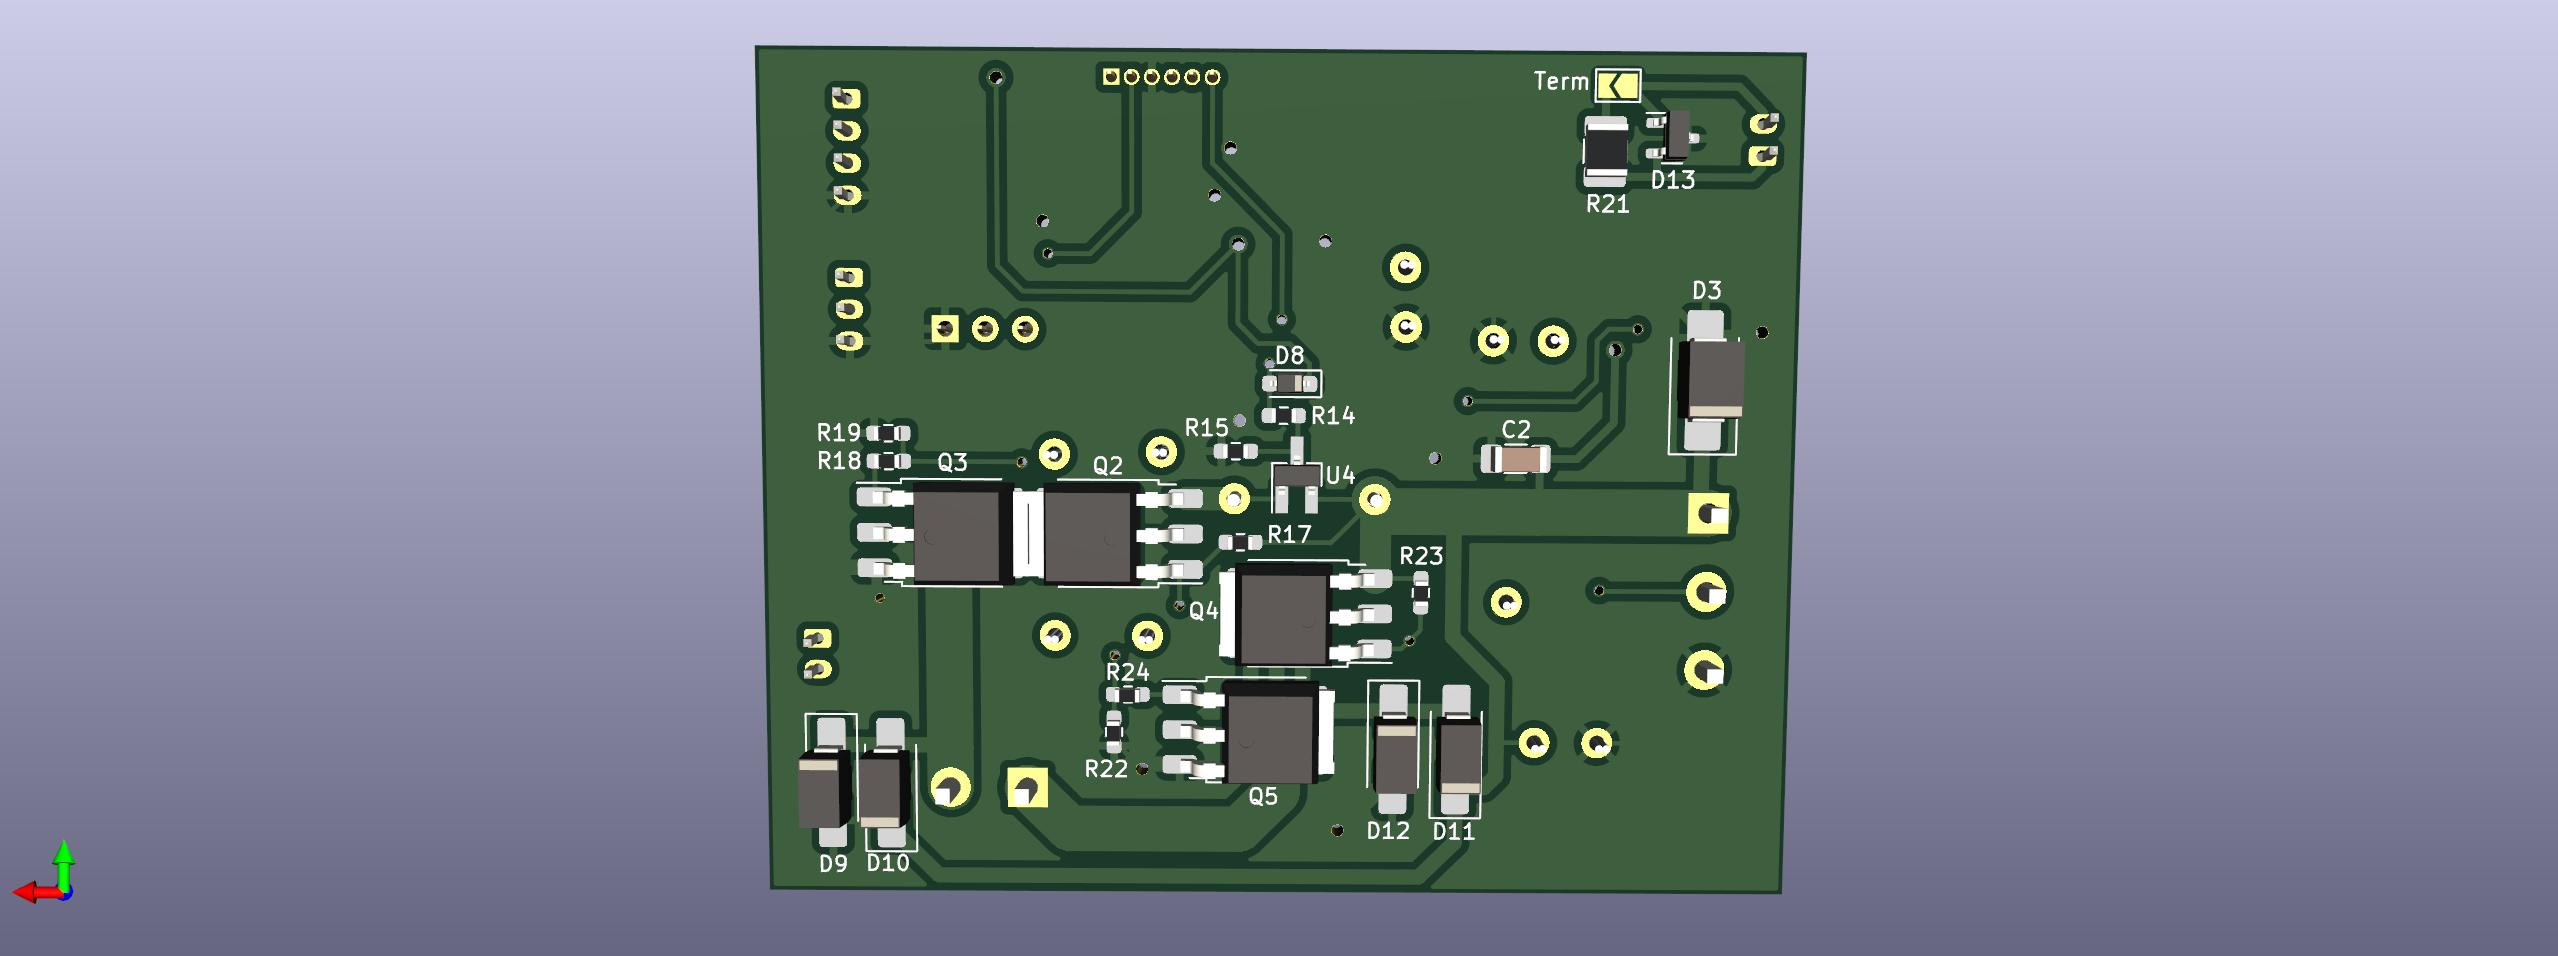 Term
D13
R21
D3
D8
R14
R15
C2
R19
R18
Q3
Q2
U4
R17
R23
Q4
R24
R22
Q5
D12
D11
D9
D10